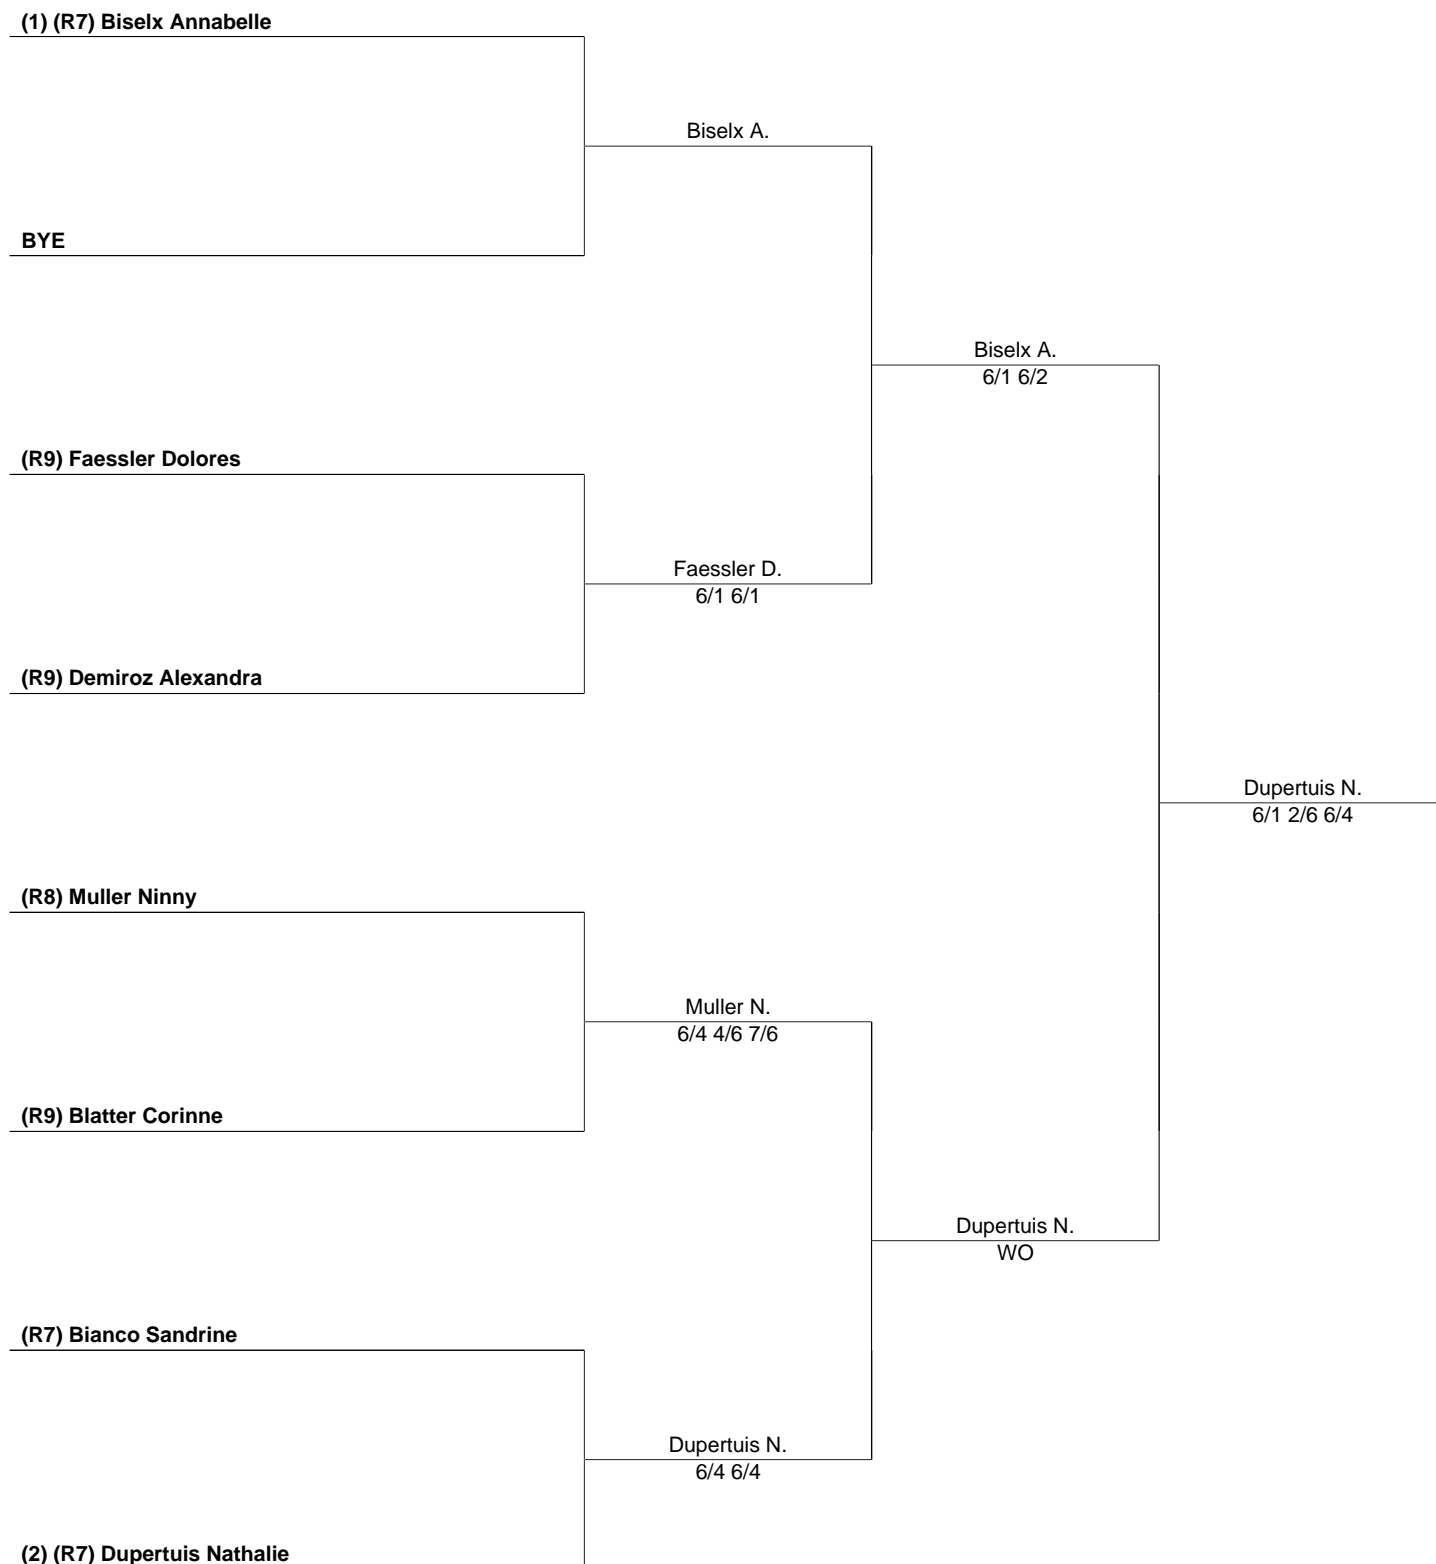 (1) (R7) Biselx Annabelle
Biselx A.
BYE
Biselx A.
6/1 6/2
(R9) Faessler Dolores
Faessler D.
6/1 6/1
(R9) Demiroz Alexandra
Dupertuis N.
6/1 2/6 6/4
(R8) Muller Ninny
Muller N.
6/4 4/6 7/6
(R9) Blatter Corinne
Dupertuis N.
WO
(R7) Bianco Sandrine
Dupertuis N.
6/4 6/4
(2) (R7) Dupertuis Nathalie